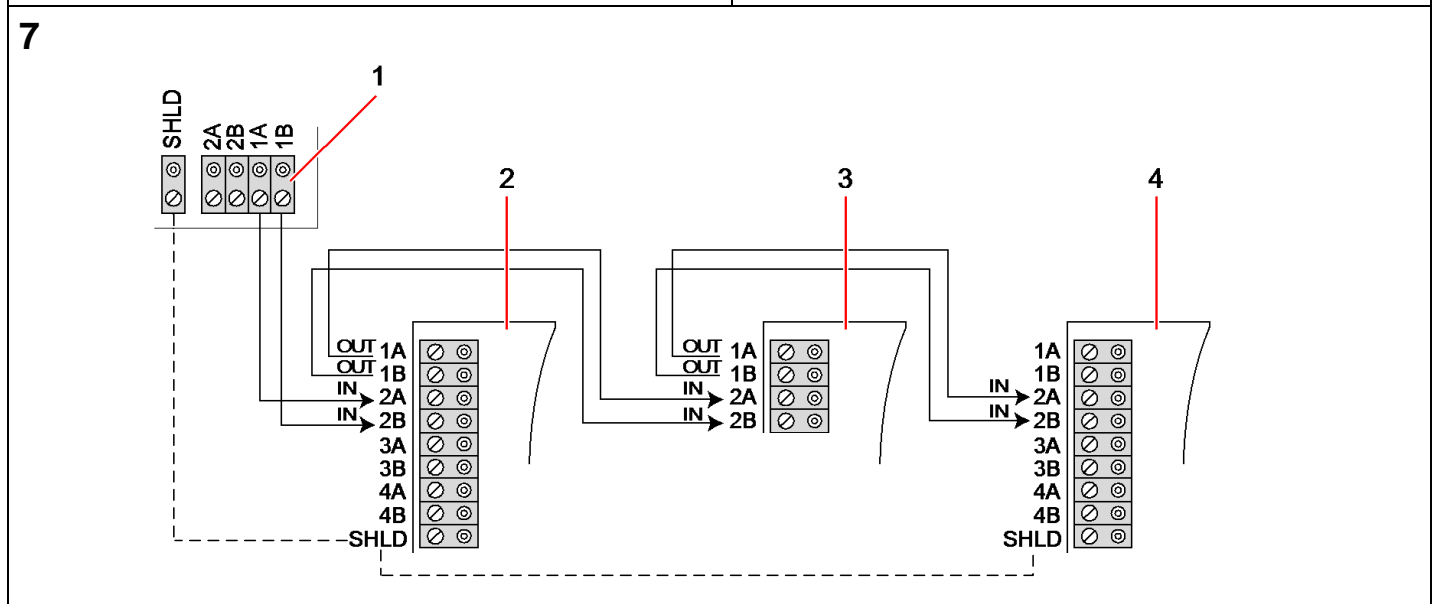 7
1
SHLD
2A
2B
1A
1B
2
3
4
OUT 1A
OUT 1B
IN 2A
IN 2B
3A
3B
4A
4B
SHLD
OUT 1A
OUT 1B
IN 2A
IN 2B
1A
1B
IN 2A
IN 2B
3A
3B
4A
4B
SHLD